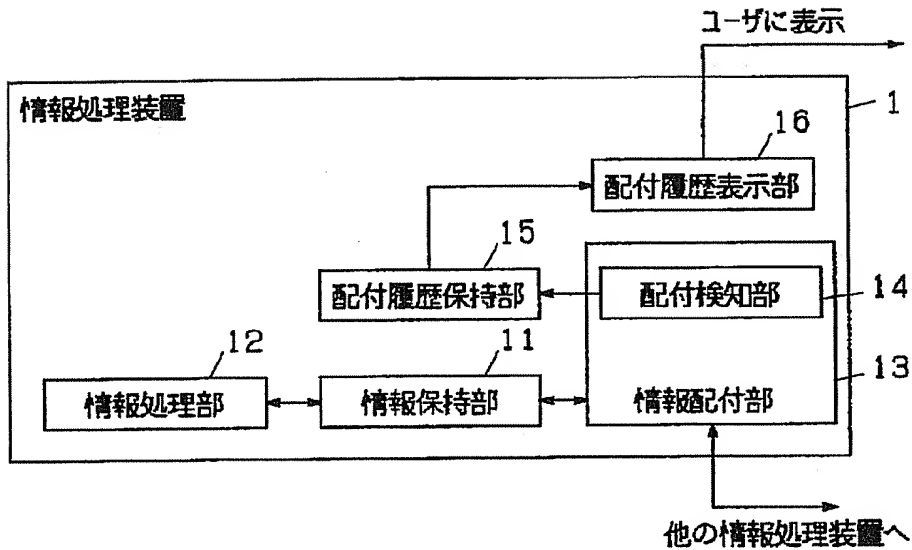 ユーザに表示
情報処理装置
1
16
配付履歴表示部
15
配付履歴保持部
配付検知部
14
12
11
13
情報処理部
情報保持部
情報配付部
他の情報処理装置へ